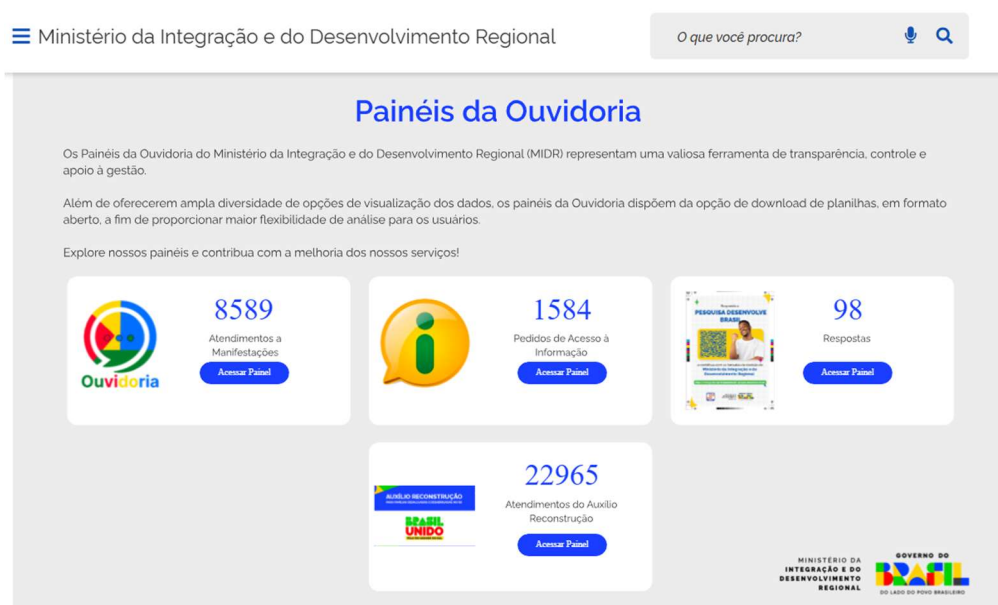 Ministério da Integração e do Desenvolvimento Regional
O que você procura?
Painéis da Ouvidoria
Os Painéis da Ouvidoria do Ministério da Integração e do Desenvolvimento Regional (MIDR) representam uma valiosa ferramenta de transparência, controle e
apoio à gestão.
Além de oferecerem ampla diversidade de opções de visualização dos dados, os painéis da Ouvidoria dispõem da opção de download de planilhas, em formato
aberto, a fim de proporcionar maior flexibilidade de análise para os usuários.
Explore nossos painéis e contribua com a melhoria dos nossos serviços!
Ouvidoria
8589
Atendimentos a
Manifestações
Acessar Painel
i
1584
Pedidos de Acesso à
Informação
Acessar Painel
PESQUISA DESENVOLVE
BRASIL
Ministério da Integração e do
Desenvolvimento Regional
98
Respostas
Acessar Painel
AUXÍLIO RECONSTRUÇÃO
BRASIL
UNIDO
22965
Atendimentos do Auxílio
Reconstrução
Acessar Painel
MINISTÉRIO DA
INTEGRAÇÃO E DO
DESENVOLVIMENTO
REGIONAL
GOVERNO DO
BRASIL
DO LADO DO POVO BRASILEIRO